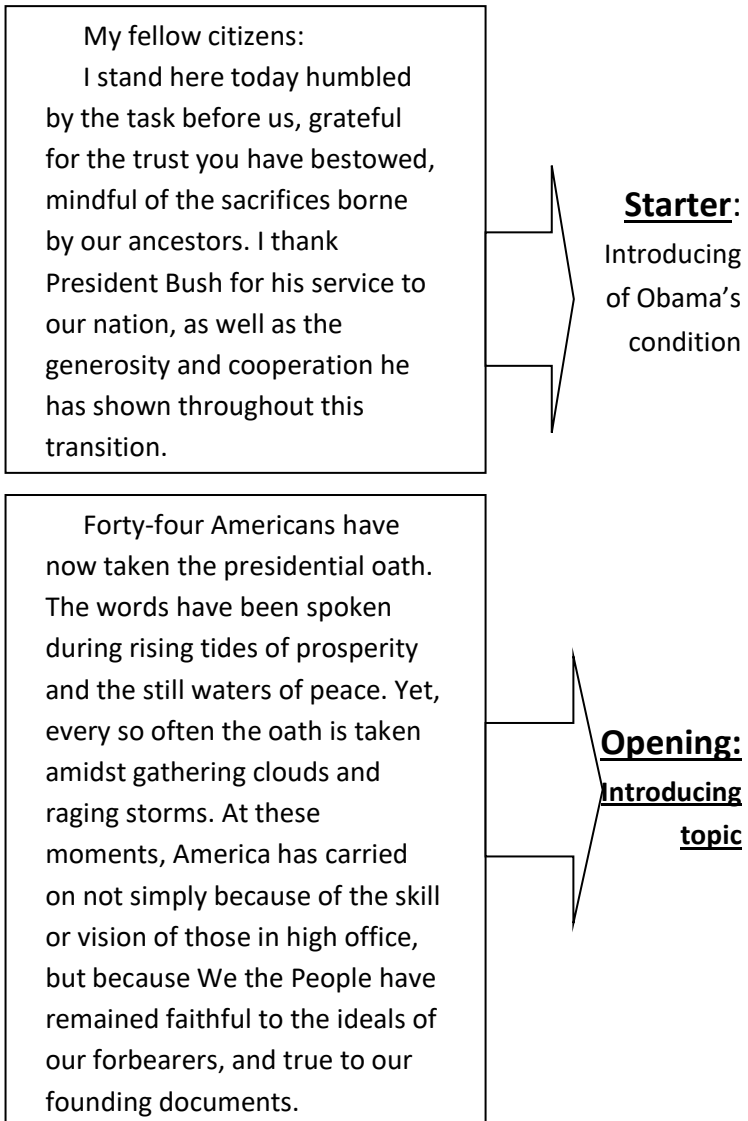 My fellow citizens:
I stand here today humbled
by the task before us, grateful
for the trust you have bestowed,
mindful of the sacrifices borne
by our ancestors. I thank
President Bush for his service to
our nation, as well as the
generosity and cooperation he
has shown throughout this
transition.
Starter:
Introducing
of Obama’s
condition
Forty-four Americans have
now taken the presidential oath.
The words have been spoken
during rising tides of prosperity
and the still waters of peace. Yet,
every so often the oath is taken
amidst gathering clouds and
raging storms. At these
moments, America has carried
on not simply because of the skill
or vision of those in high office,
but because We the People have
remained faithful to the ideals of
our forbearers, and true to our
founding documents.
Opening:
Introducing
topic